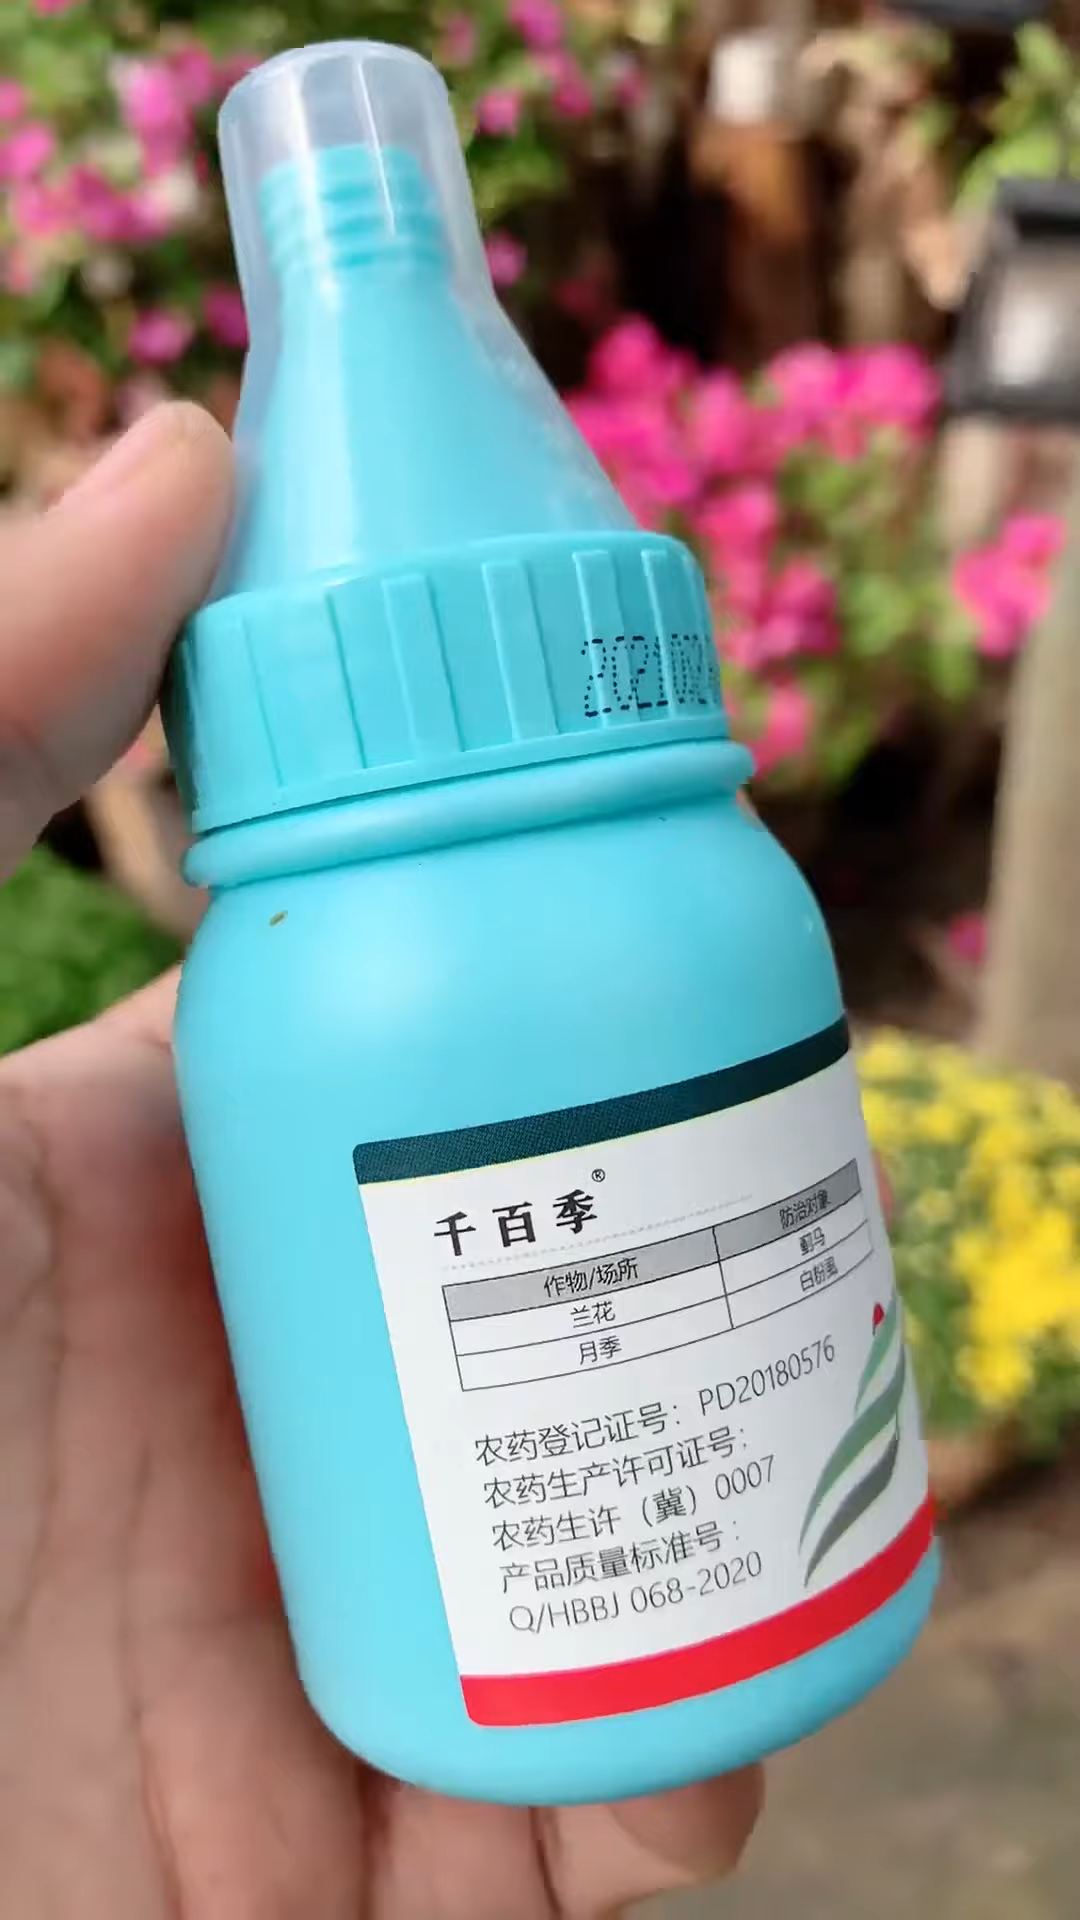 2021021
千百季®
作物/场所 防治对象
兰花 蓟马
月季 白粉虱
农药登记证号：PD20180576
农药生产许可证号：
农药生许（冀）0007
产品质量标准号：
Q/HBBJ 068-2020